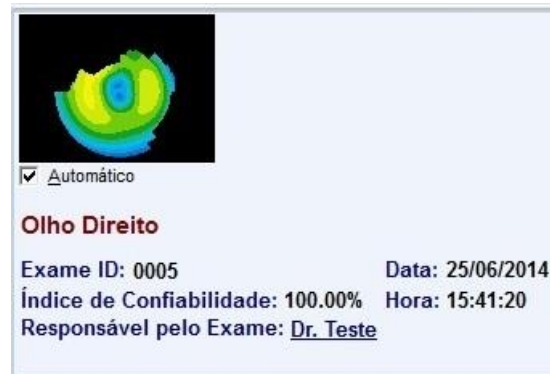 Automático
Olho Direito
Exame ID: 0005 Data: 25/06/2014
Índice de Confiabilidade: 100.00% Hora: 15:41:20
Responsável pelo Exame: Dr. Teste